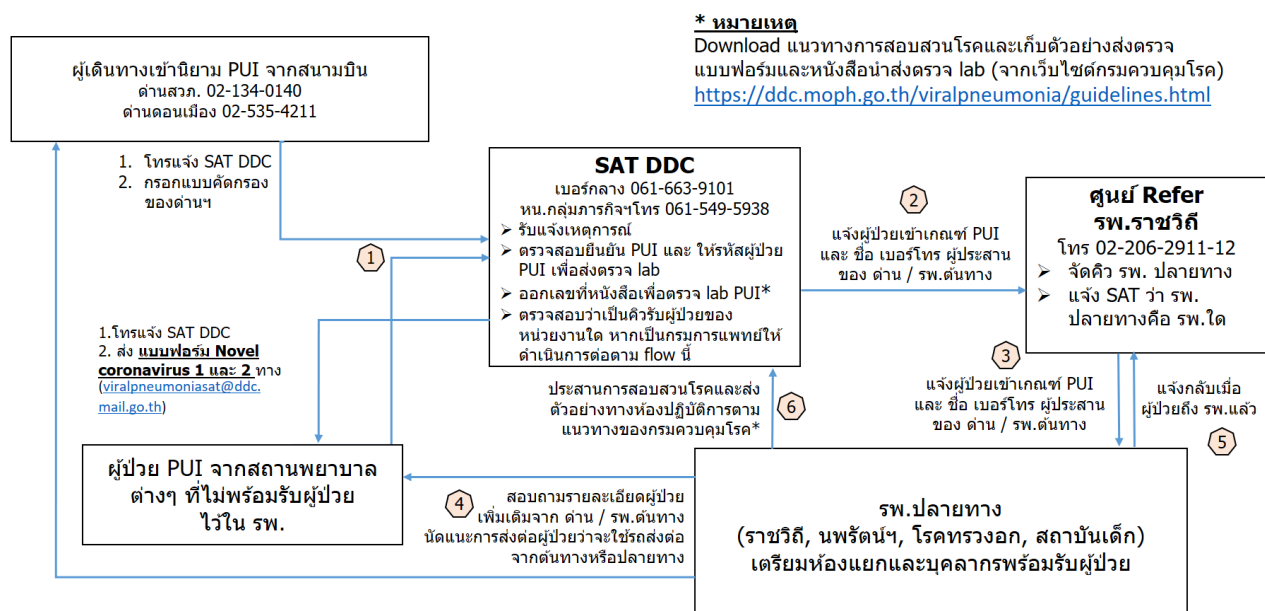 * หมายเหตุ
Download แนวทางการสอบสวนโรคและเก็บตัวอย่างส่งตรวจ
แบบฟอร์มและหนังสือนำส่งตรวจ lab (จากเว็บไซต์กรมควบคุมโรค)
https://ddc.moph.go.th/viralpneumonia/guidelines.html
ผู้เดินทางเข้านิยาม PUI จากสนามบิน
ด่านสวภ. 02-134-0140
ด่านดอนเมือง 02-535-4211
1. โทรแจ้ง SAT DDC
2. กรอกแบบคัดกรอง
ของด่านฯ
1
SAT DDC
เบอร์กลาง 061-663-9101
หน.กลุ่มภารกิจฯโทร 061-549-5938
➢ รับแจ้งเหตุการณ์
➢ ตรวจสอบยืนยัน PUI และ ให้รหัสผู้ป่วย
PUI เพื่อส่งตรวจ lab
➢ ออกเลขที่หนังสือเพื่อตรวจ lab PUI*
➢ ตรวจสอบว่าเป็นคิวรับผู้ป่วยของ
หน่วยงานใด หากเป็นกรมการแพทย์ให้
ดำเนินการต่อตาม flow นี้
2
แจ้งผู้ป่วยเข้าเกณฑ์ PUI
และ ชื่อ เบอร์โทร ผู้ประสาน
ของ ด่าน / รพ.ต้นทาง
ศูนย์ Refer
รพ.ราชวิถี
โทร 02-206-2911-12
➢ จัดคิว รพ. ปลายทาง
➢ แจ้ง SAT ว่า รพ.
ปลายทางคือ รพ.ใด
1.โทรแจ้ง SAT DDC
2. ส่ง แบบฟอร์ม Novel
coronavirus 1 และ 2 ทาง
(viralpneumoniasat@ddc.
mail.go.th)
3
แจ้งผู้ป่วยเข้าเกณฑ์ PUI
และ ชื่อ เบอร์โทร ผู้ประสาน
ของ ด่าน / รพ.ต้นทาง
แจ้งกลับเมื่อ
ผู้ป่วยถึง รพ.แล้ว
5
ประสานการสอบสวนโรคและส่ง
ตัวอย่างทางห้องปฏิบัติการตาม
แนวทางของกรมควบคุมโรค*
6
ผู้ป่วย PUI จากสถานพยาบาล
ต่างๆ ที่ไม่พร้อมรับผู้ป่วย
ไว้ใน รพ.
4
สอบถามรายละเอียดผู้ป่วย
เพิ่มเติมจาก ด่าน / รพ.ต้นทาง
นัดแนะการส่งต่อผู้ป่วยว่าจะใช้รถส่งต่อ
จากต้นทางหรือปลายทาง
รพ.ปลายทาง
(ราชวิถี, นพรัตน์ฯ, โรคทรวงอก, สถาบันเด็ก)
เตรียมห้องแยกและบุคลากรพร้อมรับผู้ป่วย